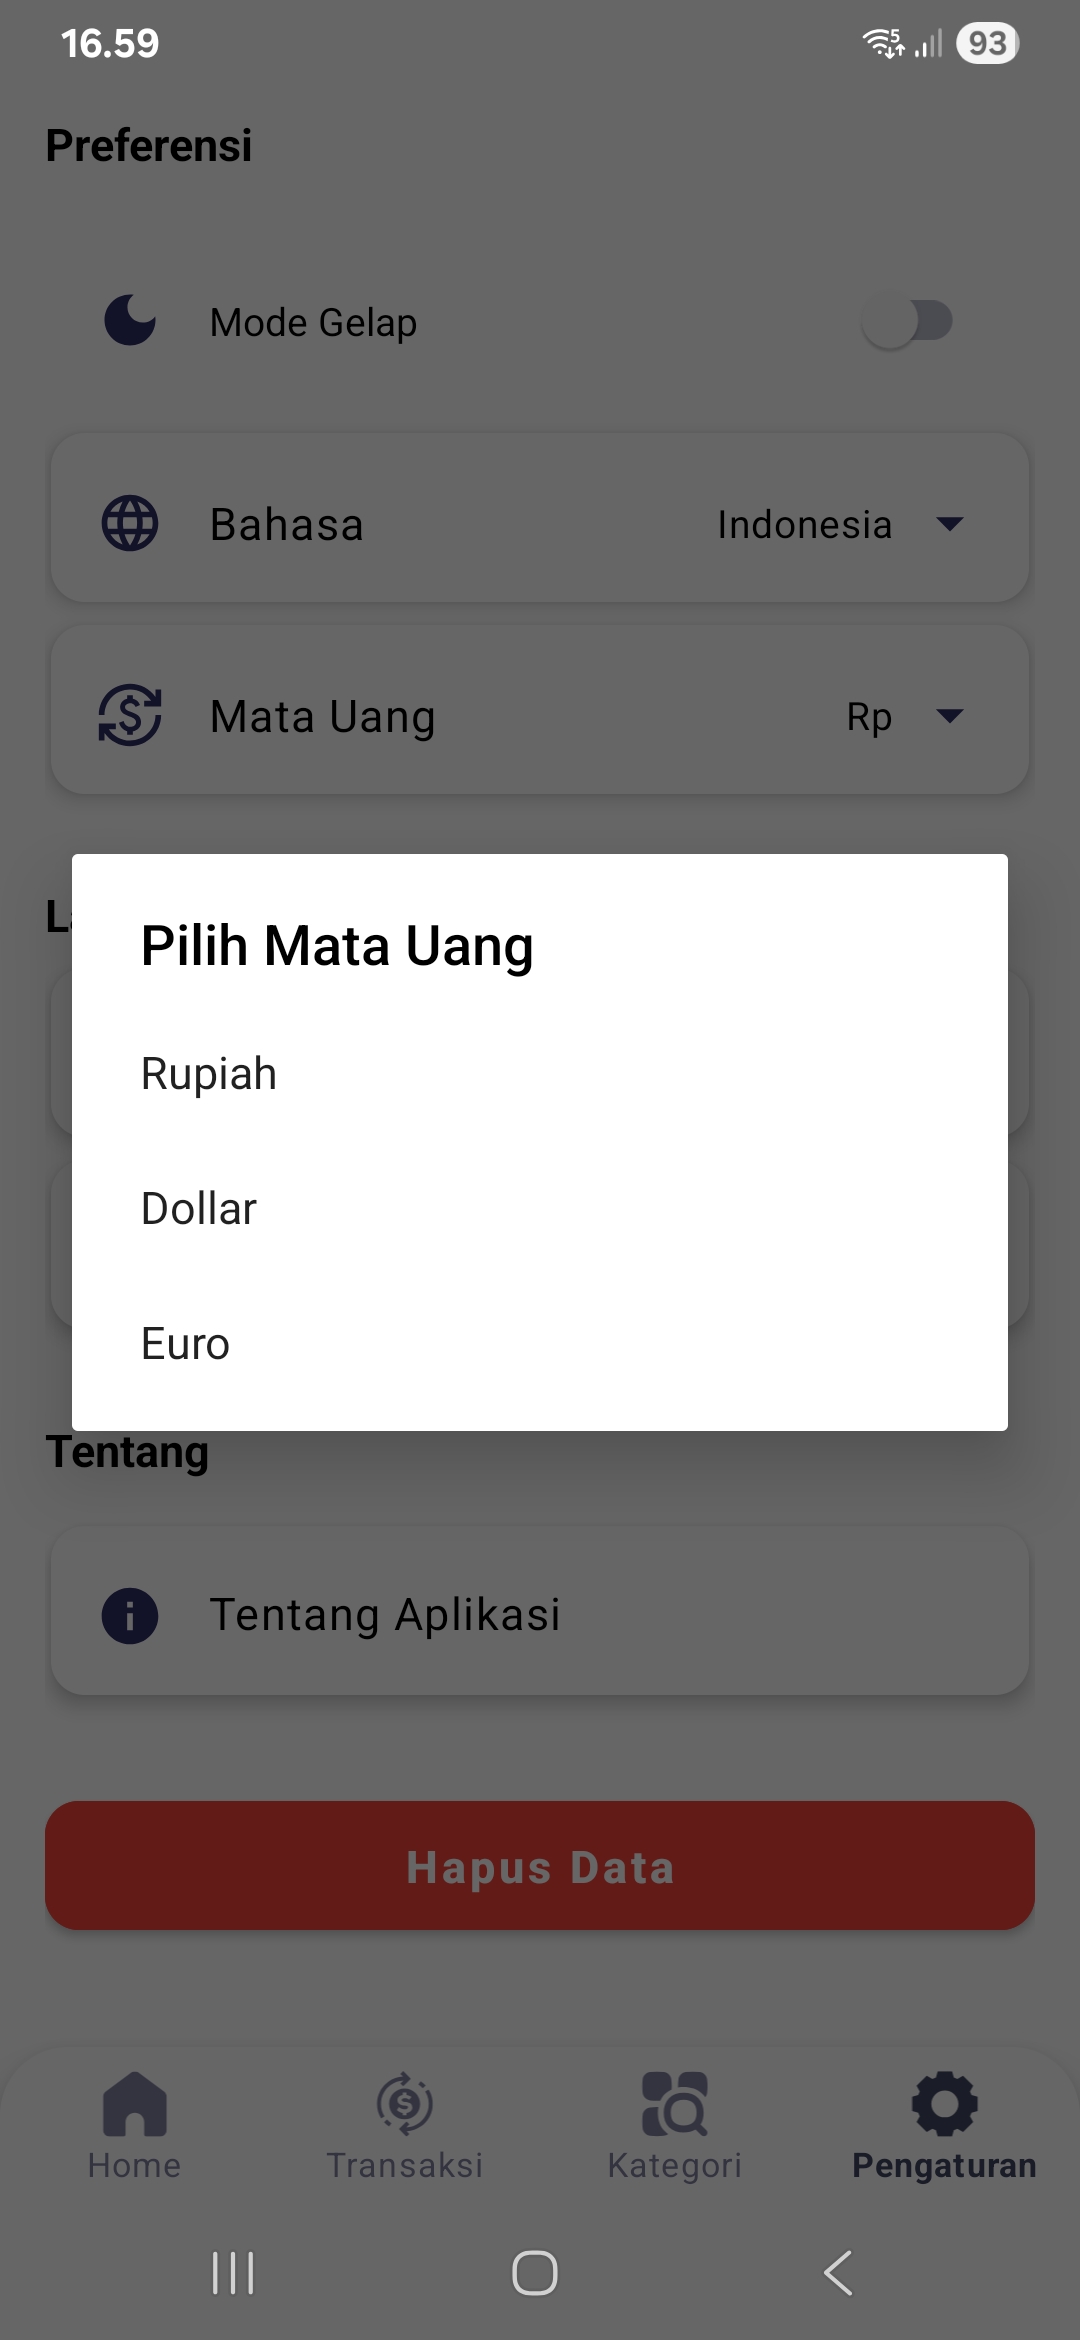 16.59
5
93
Preferensi
Mode Gelap
Bahasa
Indonesia
Mata Uang
Rp
Pilih Mata Uang
Rupiah
Dollar
Euro
Tentang
Tentang Aplikasi
Hapus Data
Home
Transaksi
Kategori
Pengaturan